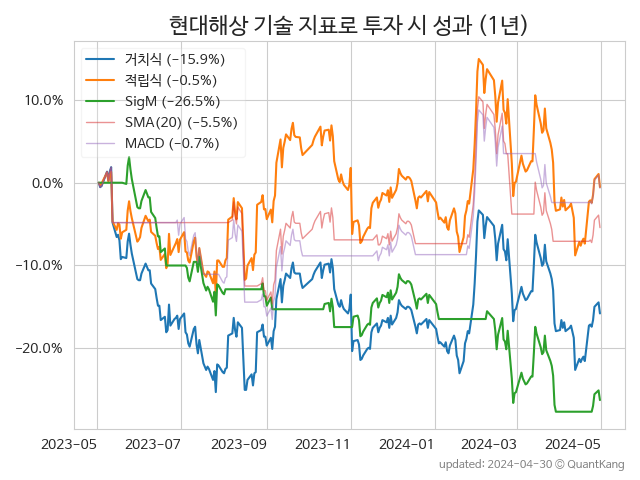 현대해상 기술 지표로 투자 시 성과 (1년)
거치식 (−15.9%)
적립식 (−0.5%)
SigM (−26.5%)
SMA(20) (−5.5%)
MACD (−0.7%)
10.0%
0.0%
−10.0%
−20.0%
2023-05 2023-07 2023-09 2023-11 2024-01 2024-03 2024-05
updated: 2024-04-30 © QuantKang